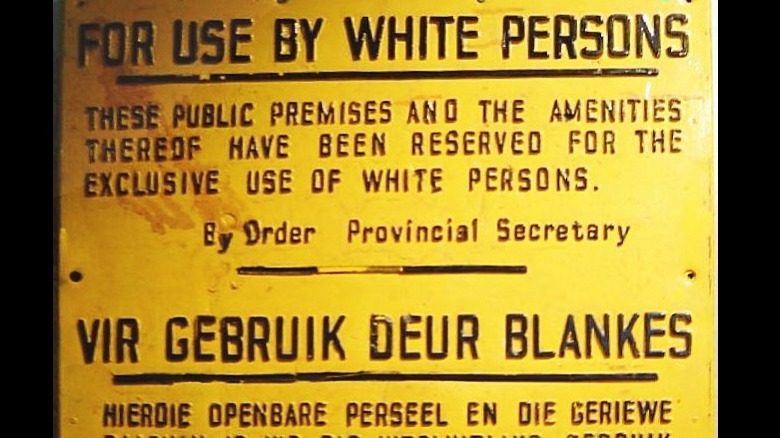 FOR USE BY WHITE PERSONS
THESE PUBLIC PREMISES AND THE AMENITIES
THEREOF HAVE BEEN RESERVED FOR THE
EXCLUSIVE USE OF WHITE PERSONS.
By Order Provincial Secretary
VIR GEBRUIK DEUR BLANKES
HIERDIE OPENBARE PERSEEL EN DIE GERIEWE